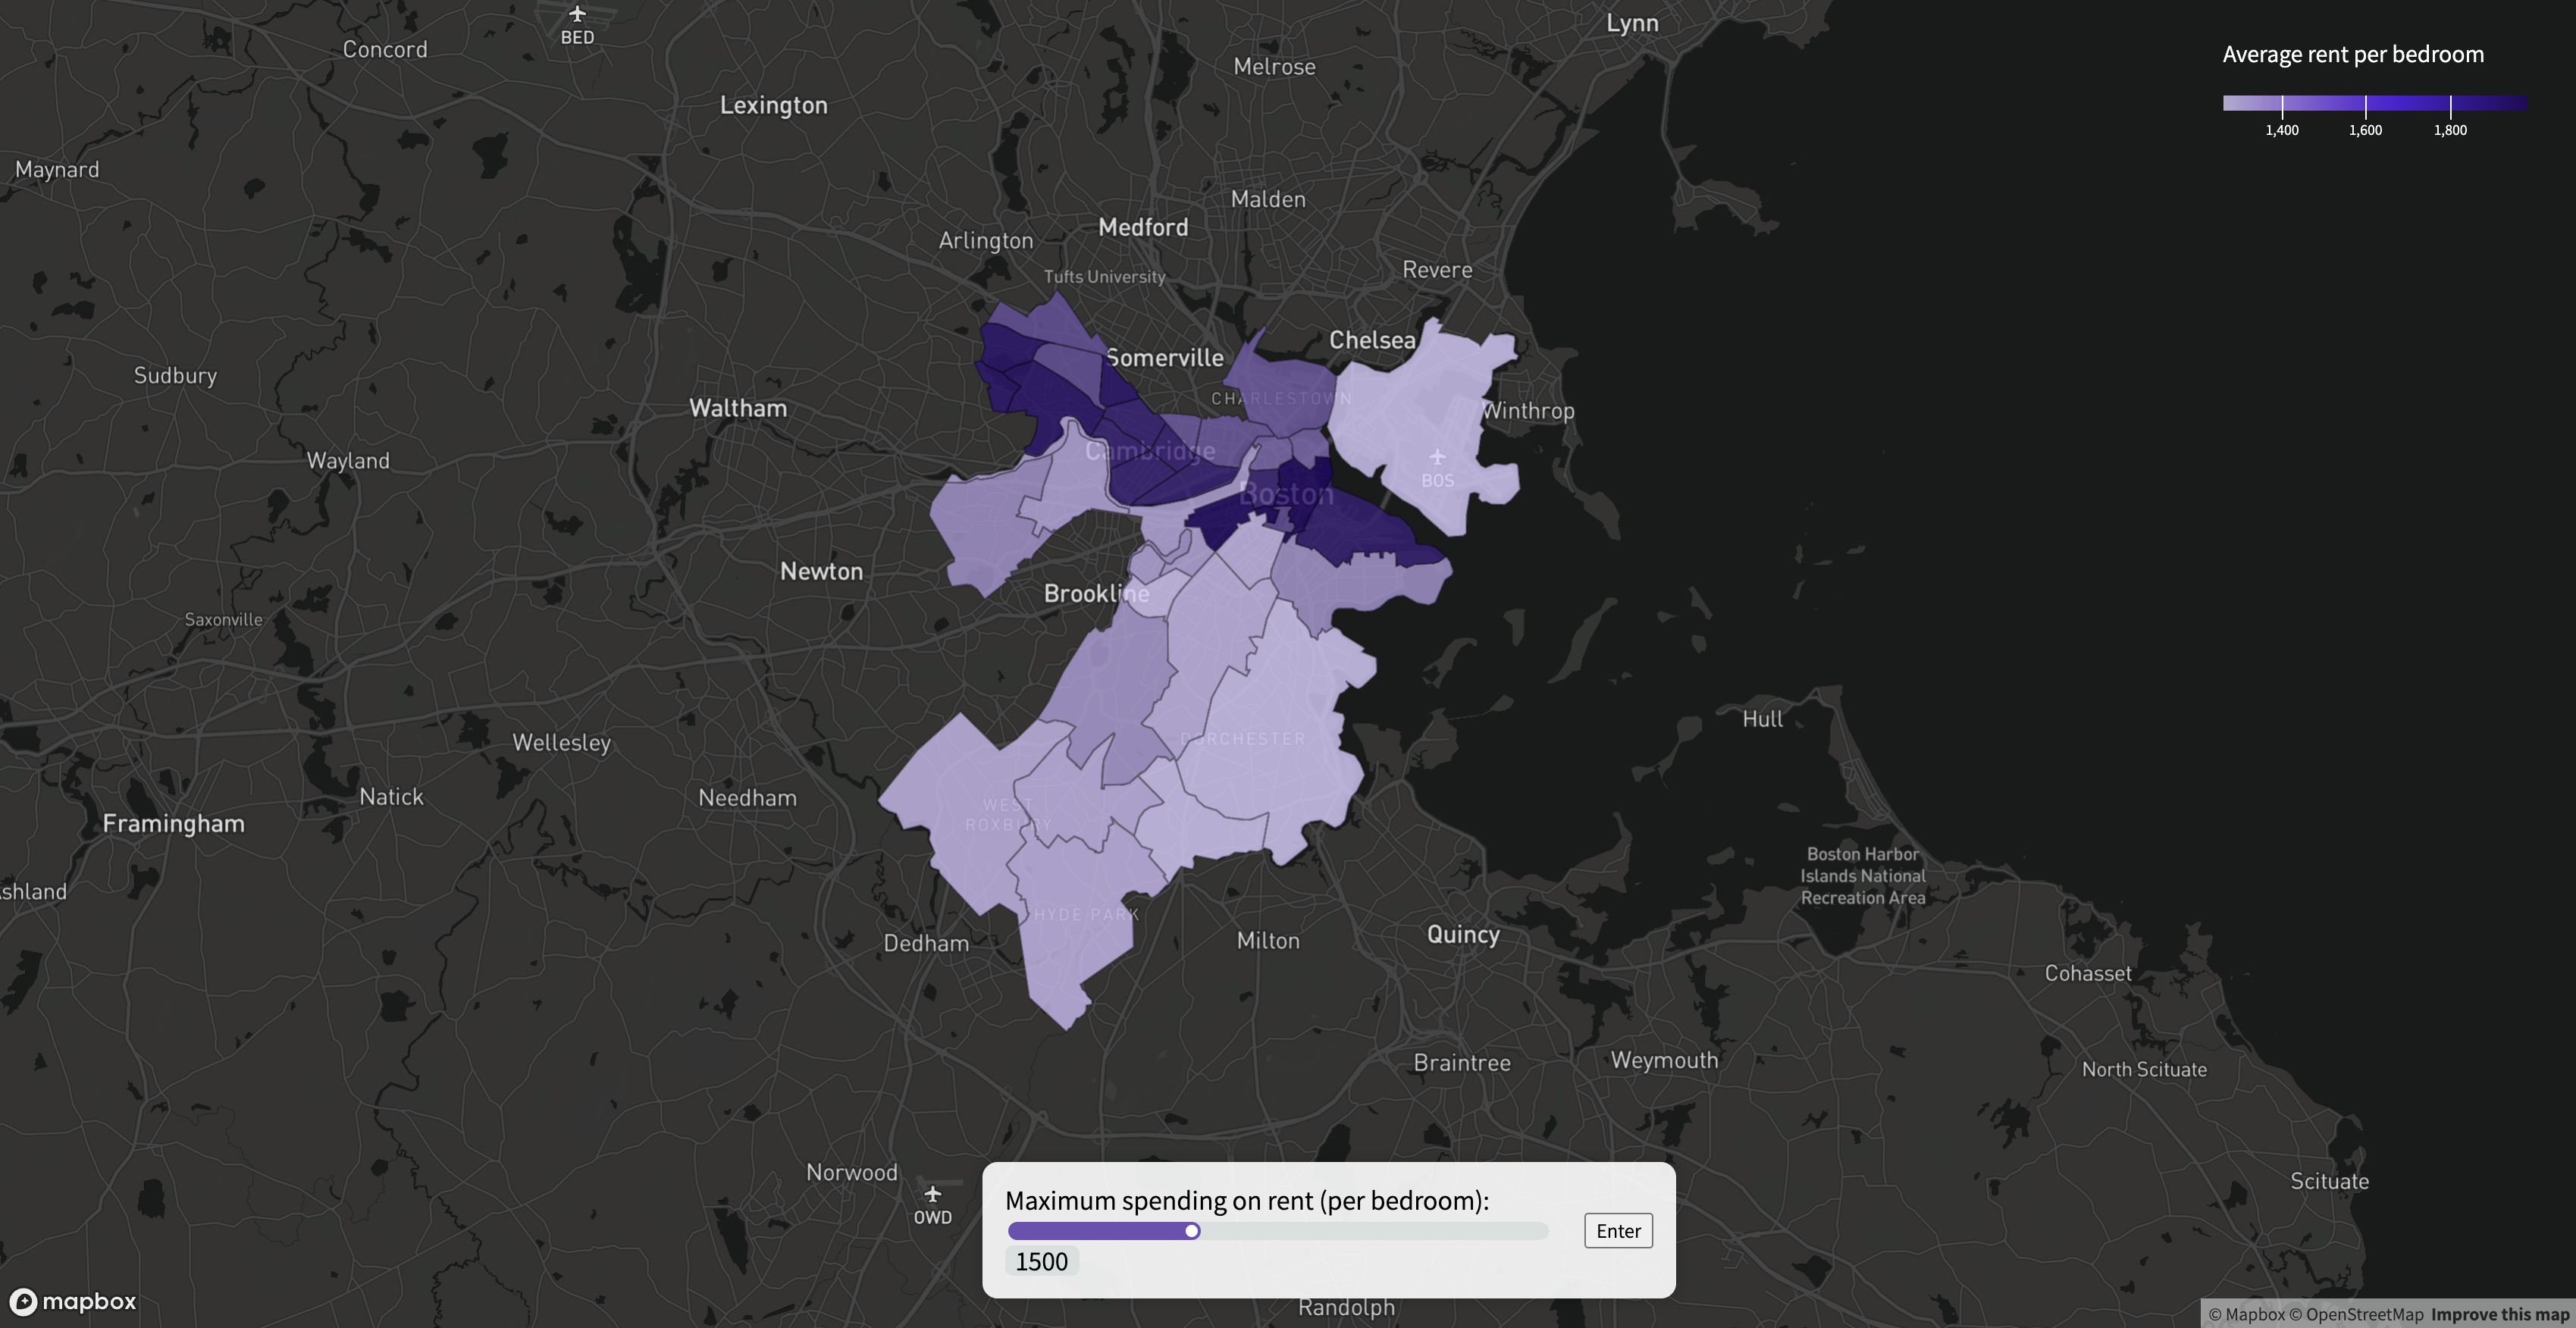 Lynn
BED
Concord
Average rent per bedroom
Melrose
Lexington
1,400
1,600
1,800
Maynard
Malden
Medford
Arlington
Revere
Tufts University
Chelsea
Somerville
Sudbury
CHARLESTOWN
Waltham
Winthrop
Cambridge
Wayland
BOS
Boston
Newton
Brookline
Saxonville
Hull
DORCHESTER
Wellesley
Natick
Needham
WEST
ROXBURY
Framingham
Boston Harbor
Islands National
Recreation Area
shland
HYDE PARK
Quincy
Milton
Dedham
Cohasset
Braintree
Weymouth
North Scituate
Norwood
Scituate
OWD
Maximum spending on rent (per bedroom):
Enter
1500
mapbox
Randolph
© Mapbox © OpenStreetMap Improve this map